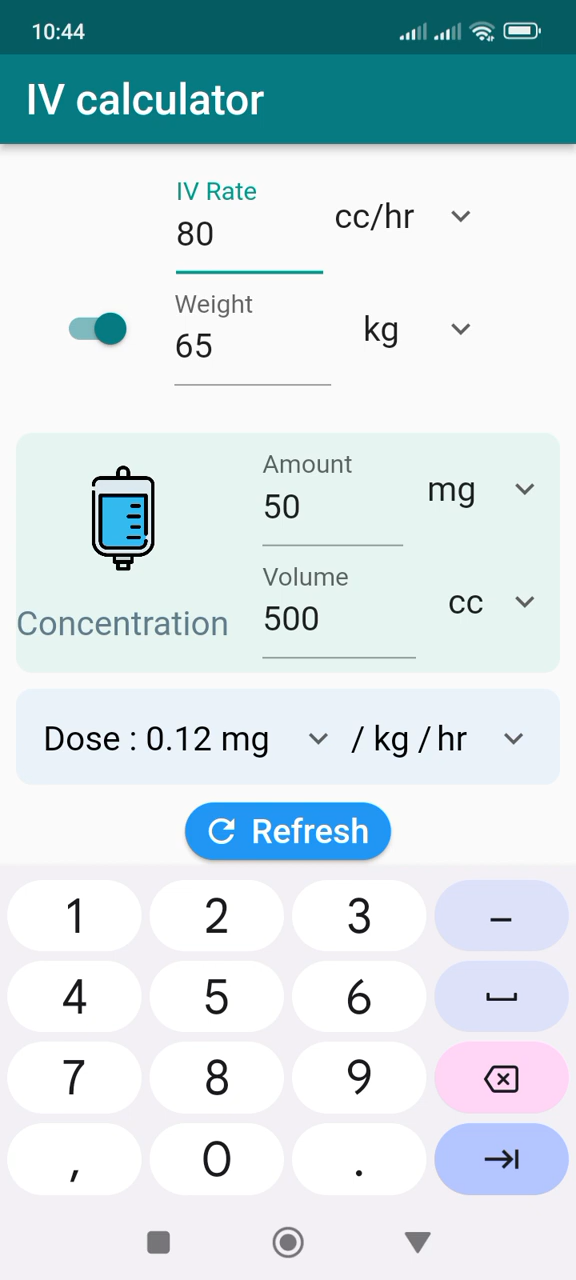 10:44
IV calculator
IV Rate
80 cc/hr
Weight
65 kg
Amount
50 mg
Volume
500 cc
Concentration
Dose : 0.12 mg / kg / hr
Refresh
1 2 3 –
4 5 6
7 8 9
, 0 .